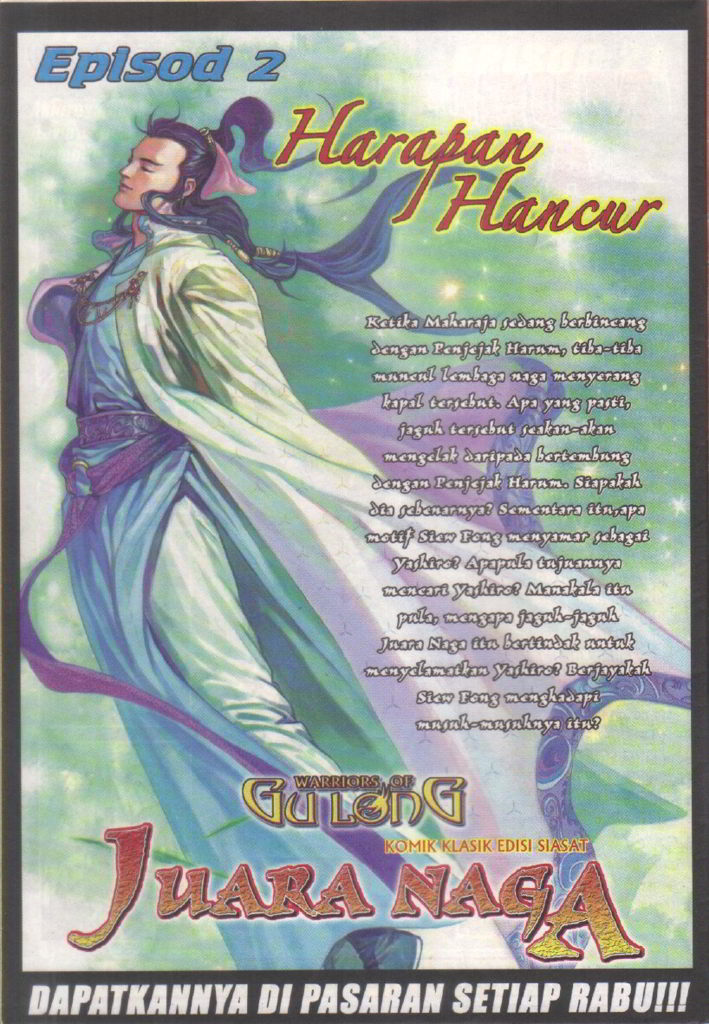 Episod 2
Harapan
Hancur
Ketika Maharaja sedang berbincang
dengan Penjejak Harum, tiba-tiba
muncul lembaga naga menyerang
kapal tersebut. Apa yang pasti,
jaguh tersebut seakan-akan
mengelak daripada bertembung
dengan Penjejak Harum. Siapakah
dia sebenarnya? Sementara itu,apa
motif Siew Fong menyamar sebagai
Yashiro? Apapula tujuannya
mencari Yashiro? Manakala itu
pula, mengapa jaguh-jaguh
Juara Naga itu bertindak untuk
menyelamatkan Yashiro? Berjayakah
Siew Fong menghadapi
musuh-musuhnya itu?
WARRIORS OF
GU LONG
KOMIK KLASIK EDISI SIASAT
JUARA NAGA
DAPATKANNYA DI PASARAN SETIAP RABU!!!